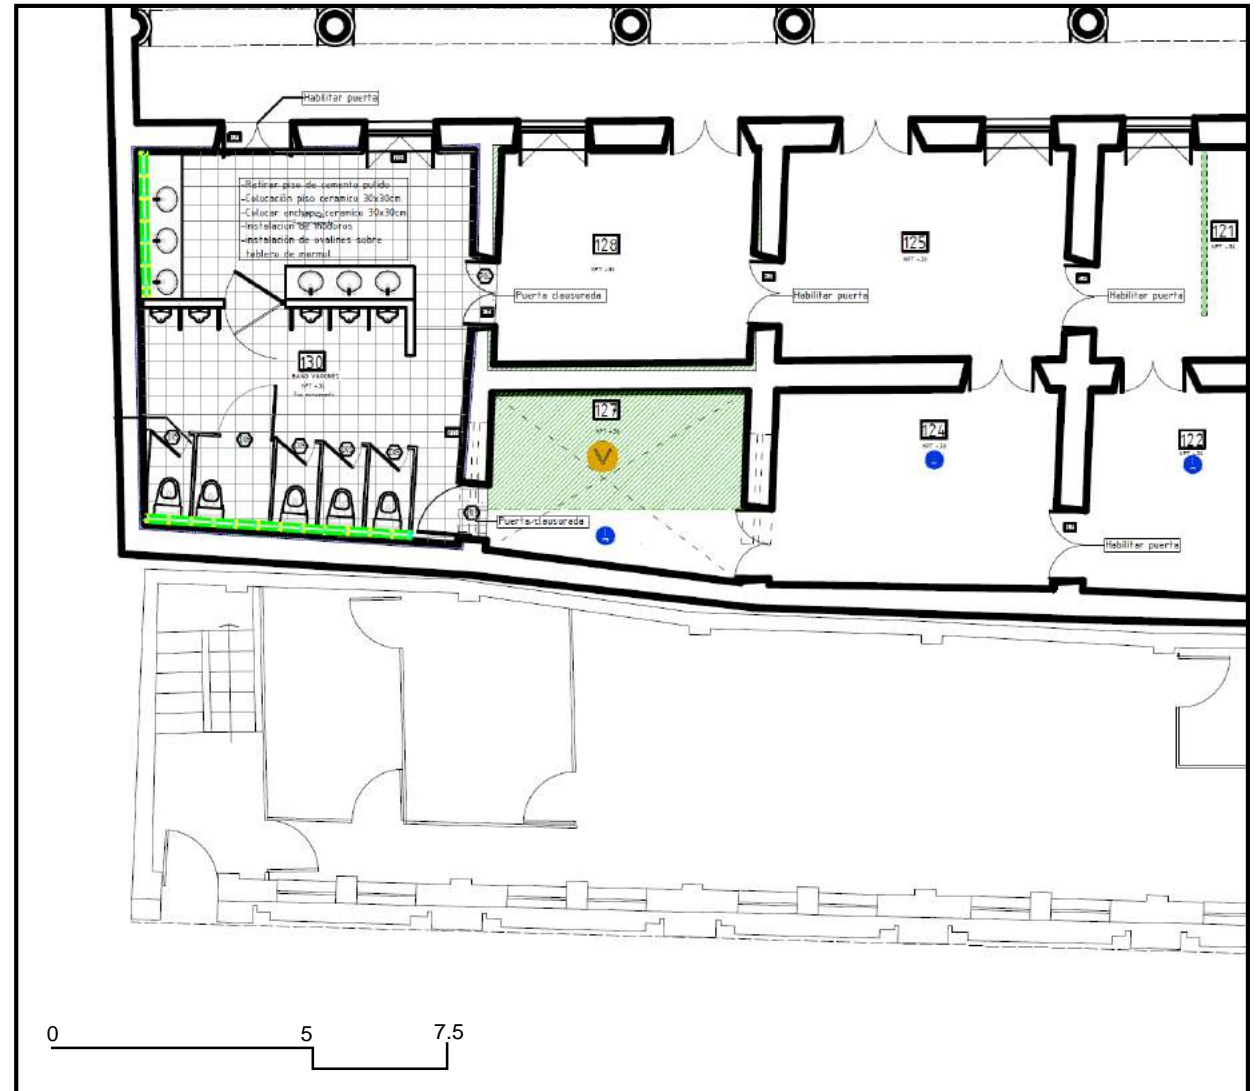 Habilitar puerta
-Retirar piso de cemento pulido
-Colocación piso ceramico 30x30cm
-Colocar enchape ceramico 30x30cm
-Instalacion de inodoros
-instalación de ovalines sobre
tablero de marmol
128
125
121
Puerta clausurada
Habilitar puerta
Habilitar puerta
130
BAÑO VARONES
127
V
124
122
Puerta clausurada
Habilitar puerta
0
5
7.5